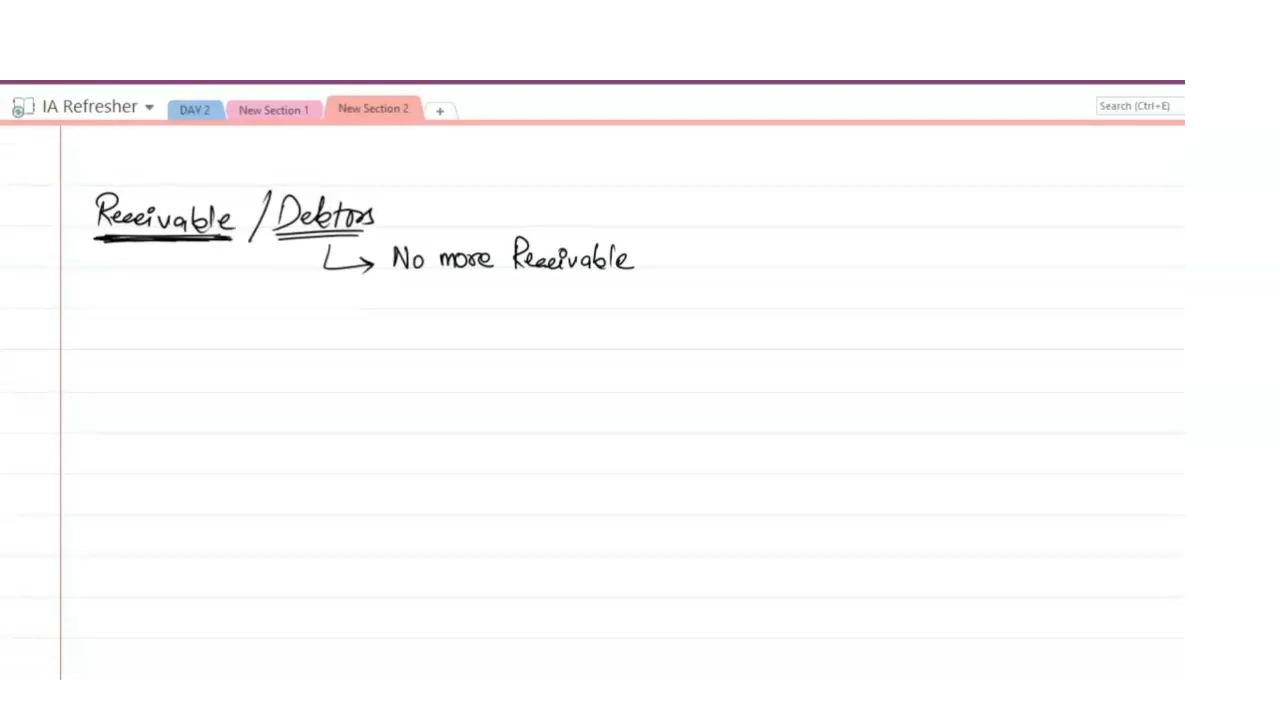 IA Refresher DAY 2 New Section 1 New Section 2 + Search (Ctrl+E)
Receivable / Debtors
No more Receivable